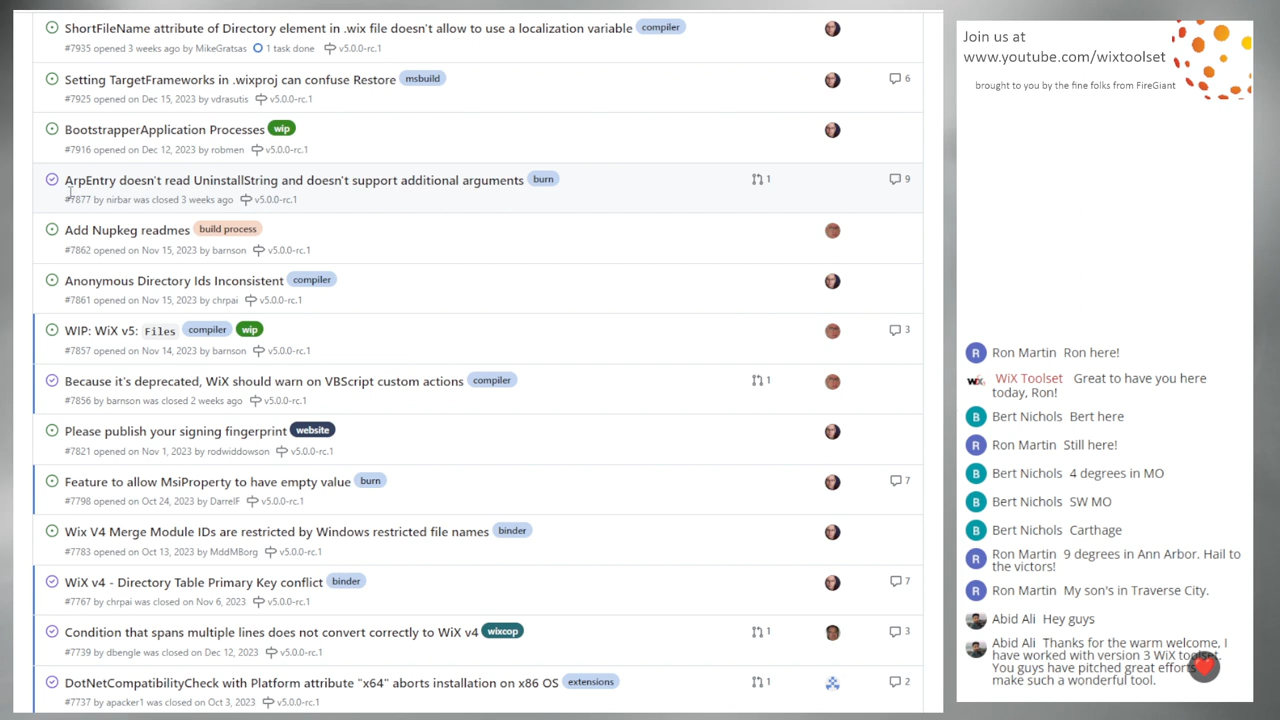 ShortFileName attribute of Directory element in .wix file doesn't allow to use a localization variable compiler
#7935 opened 3 weeks ago by MikeGratsas 1 task done v5.0.0-rc.1
Setting TargetFrameworks in .wixproj can confuse Restore msbuild 6
#7925 opened on Dec 15, 2023 by vdrasutis v5.0.0-rc.1
BootstrapperApplication Processes wip
#7916 opened on Dec 12, 2023 by robmen v5.0.0-rc.1
ArpEntry doesn't read UninstallString and doesn't support additional arguments burn 1 9
#7877 by nirbar was closed 3 weeks ago v5.0.0-rc.1
Add Nupkeg readmes build process
#7862 opened on Nov 15, 2023 by barnson v5.0.0-rc.1
Anonymous Directory Ids Inconsistent compiler
#7861 opened on Nov 15, 2023 by chrpai v5.0.0-rc.1
WIP: WiX v5: Files compiler wip 3
#7857 opened on Nov 14, 2023 by barnson v5.0.0-rc.1
Because it's deprecated, WiX should warn on VBScript custom actions compiler 1
#7856 by barnson was closed 2 weeks ago v5.0.0-rc.1
Please publish your signing fingerprint website
#7821 opened on Nov 1, 2023 by rodwiddowson v5.0.0-rc.1
Feature to allow MsiProperty to have empty value burn 7
#7798 opened on Oct 24, 2023 by DarrelF v5.0.0-rc.1
Wix V4 Merge Module IDs are restricted by Windows restricted file names binder
#7783 opened on Oct 13, 2023 by MddMBorg v5.0.0-rc.1
WiX v4 - Directory Table Primary Key conflict binder 7
#7767 by chrpai was closed on Nov 6, 2023 v5.0.0-rc.1
Condition that spans multiple lines does not convert correctly to WiX v4 wixcop 1 3
#7739 by dbengle was closed on Dec 12, 2023 v5.0.0-rc.1
DotNetCompatibilityCheck with Platform attribute "x64" aborts installation on x86 OS extensions 1 2
#7737 by apacker1 was closed on Oct 3, 2023 v5.0.0-rc.1
Join us at
www.youtube.com/wixtoolset
brought to you by the fine folks from FireGiant
R Ron Martin Ron here!
WiX WiX Toolset Great to have you here
today, Ron!
B Bert Nichols Bert here
R Ron Martin Still here!
B Bert Nichols 4 degrees in MO
B Bert Nichols SW MO
B Bert Nichols Carthage
R Ron Martin 9 degrees in Ann Arbor. Hail to
the victors!
R Ron Martin My son's in Traverse City.
Abid Ali Hey guys
Abid Ali Thanks for the warm welcome, I
have worked with version 3 WiX toolset.
You guys have pitched great efforts
make such a wonderful tool.